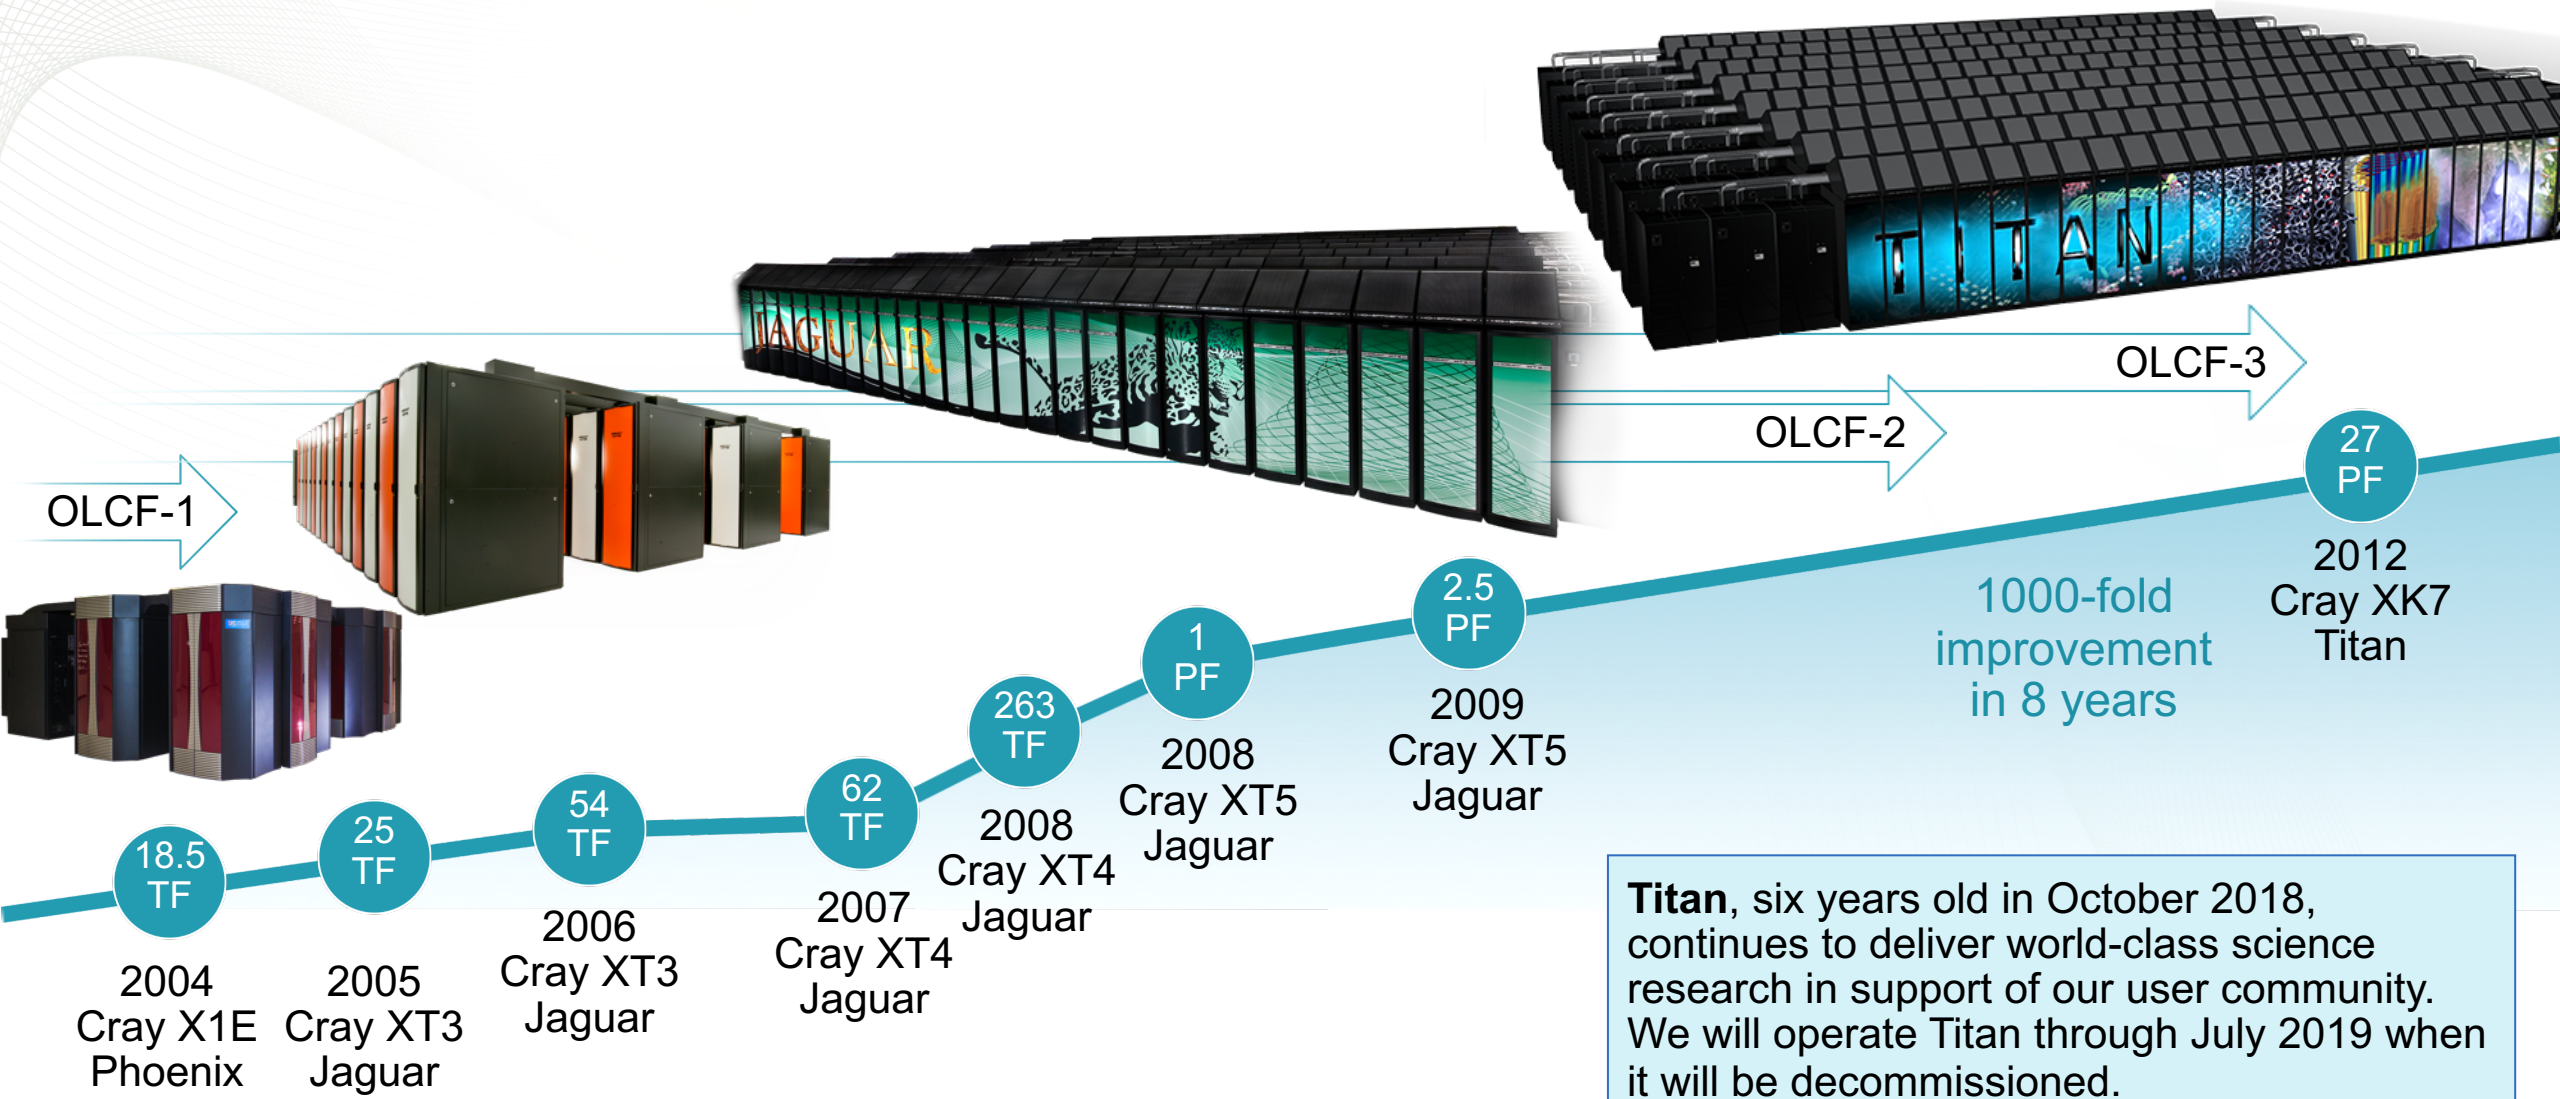 TITAN
JAGUAR
OLCF-3
OLCF-2
OLCF-1
18.5
TF
2004
Cray X1E
Phoenix
25
TF
2005
Cray XT3
Jaguar
54
TF
2006
Cray XT3
Jaguar
62
TF
2007
Cray XT4
Jaguar
263
TF
2008
Cray XT4
Jaguar
1
PF
2008
Cray XT5
Jaguar
2.5
PF
2009
Cray XT5
Jaguar
1000-fold
improvement
in 8 years
27
PF
2012
Cray XK7
Titan
Titan, six years old in October 2018,
continues to deliver world-class science
research in support of our user community.
We will operate Titan through July 2019 when
it will be decommissioned.